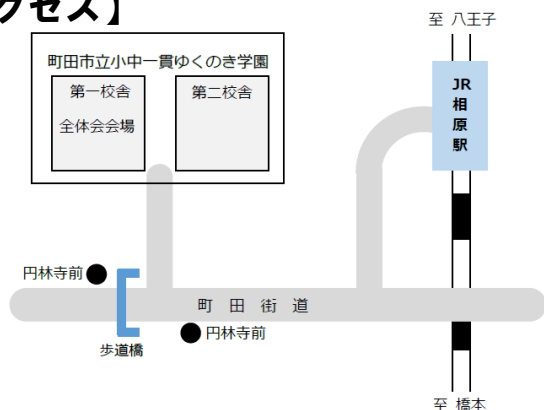 クセス】
至 八王子
町田市立小中一貫ゆくのき学園
第一校舎
全体会会場
第二校舎
JR
相
原
駅
円林寺前
町 田 街 道
円林寺前
歩道橋
至 橋本